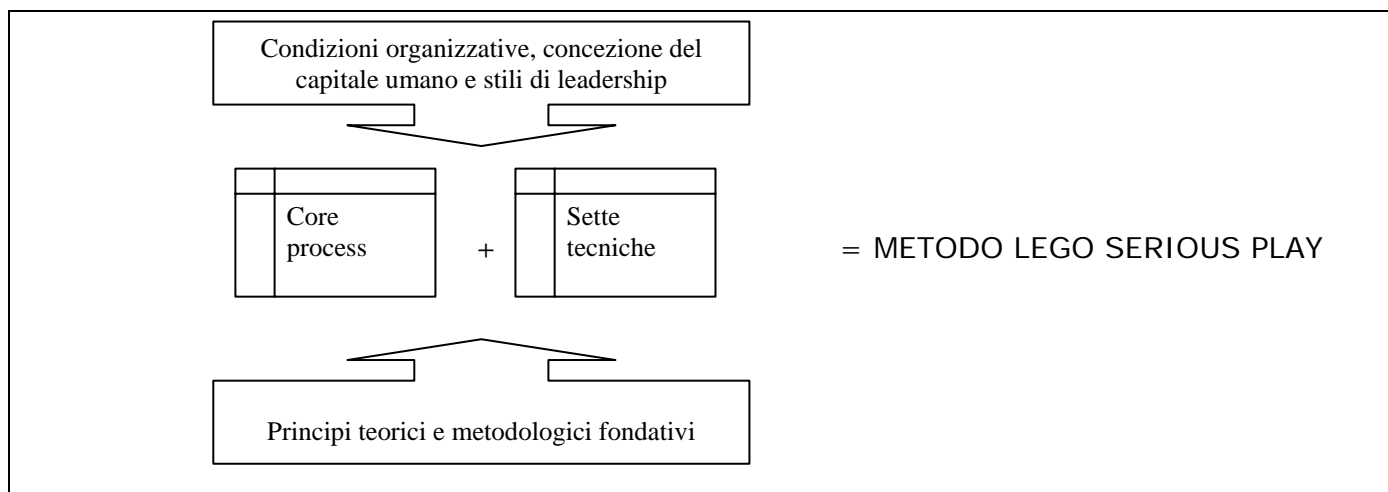 Condizioni organizzative, concezione del
capitale umano e stili di leadership
Core
process
+
Sette
tecniche
= METODO LEGO SERIOUS PLAY
Principi teorici e metodologici fondativi